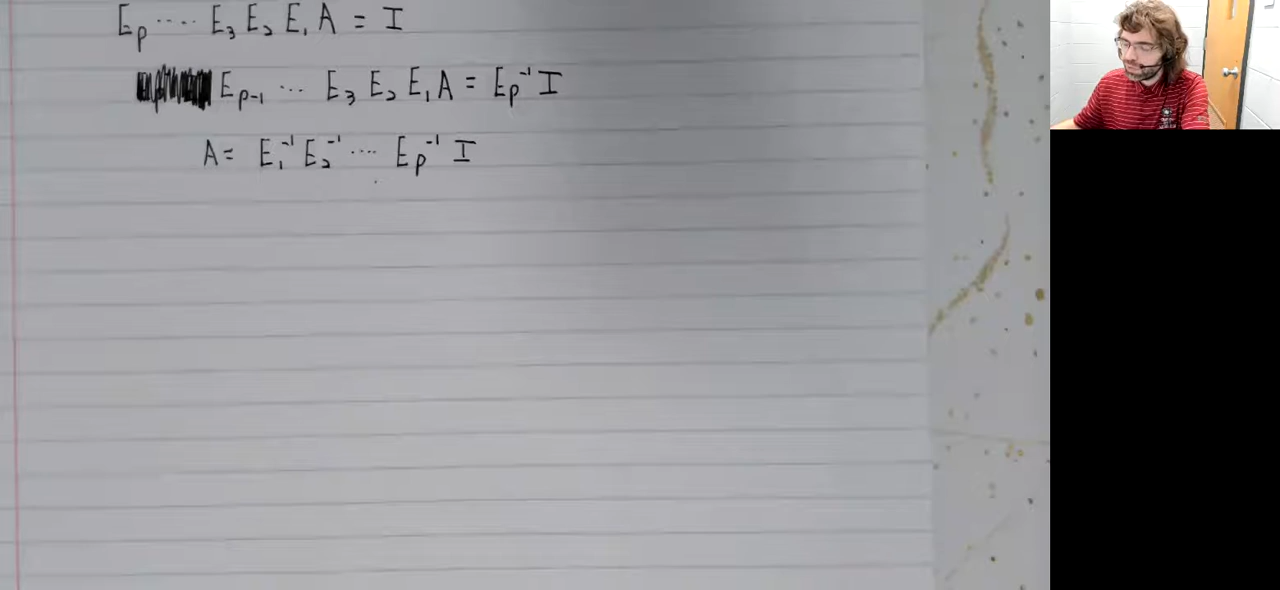 Eₚ ···· E₃ E₂ E₁ A = I
Eₚ₋₁ ··· E₃ E₂ E₁ A = Eₚ⁻¹ I
A = E₁⁻¹ E₂⁻¹ ···· Eₚ⁻¹ I